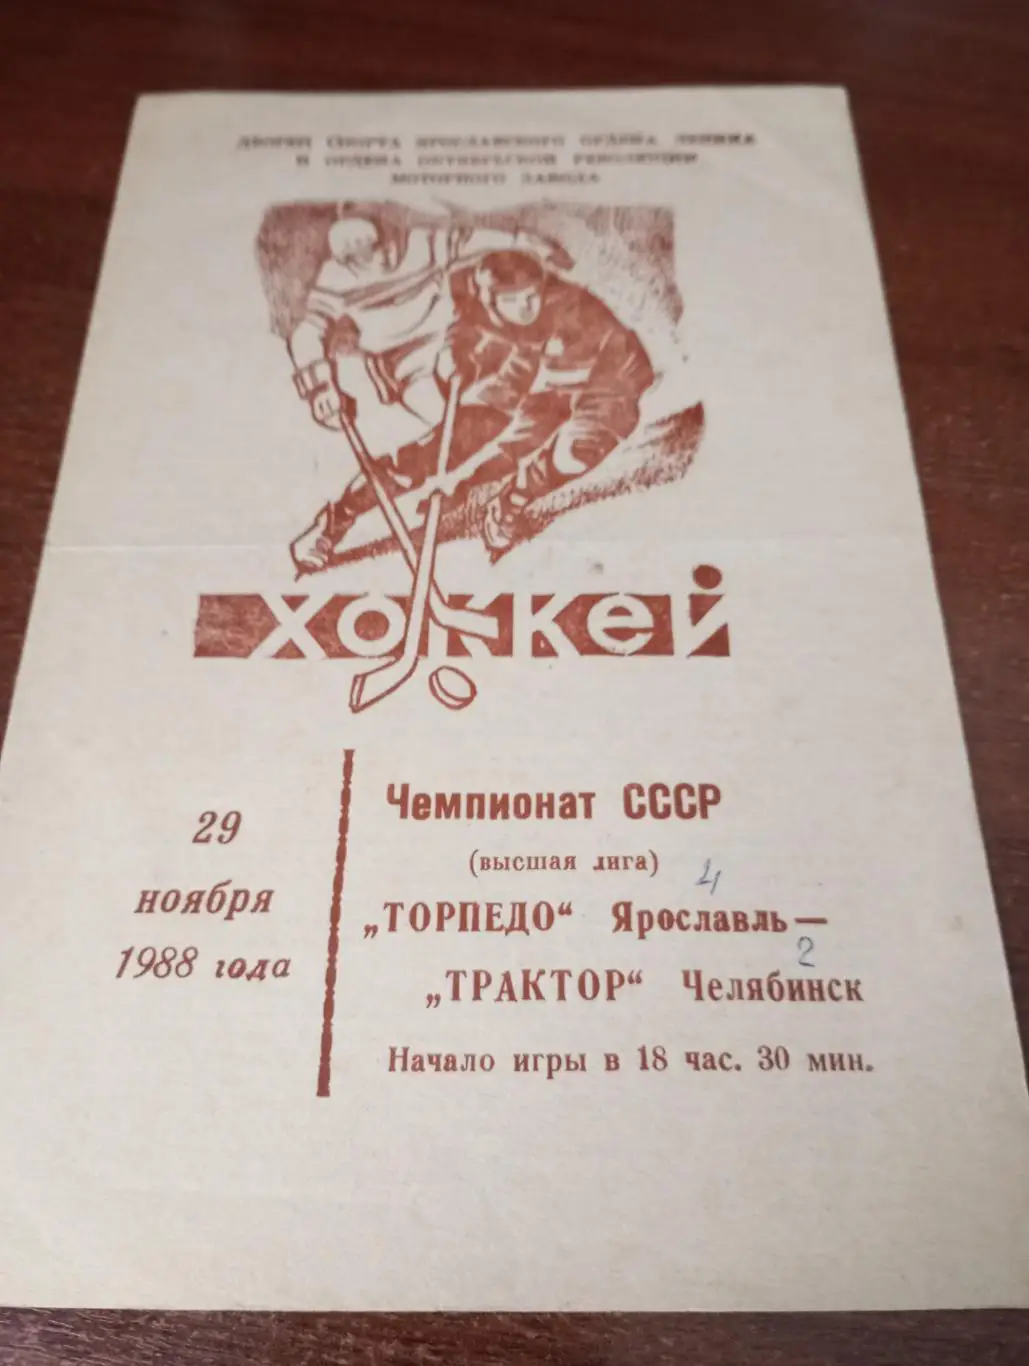 ДВОРЕЦ СПОРТА ЯРОСЛАВСКОГО ОРДЕНА ЛЕНИНА
И ОРДЕНА ОКТЯБРЬСКОЙ РЕВОЛЮЦИИ
МОТОРНОГО ЗАВОДА
хоккей
29
ноября
1988 года
Чемпионат СССР
(высшая лига)
4
„ТОРПЕДО“ Ярославль—
2
„ТРАКТОР“ Челябинск
Начало игры в 18 час. 30 мин.